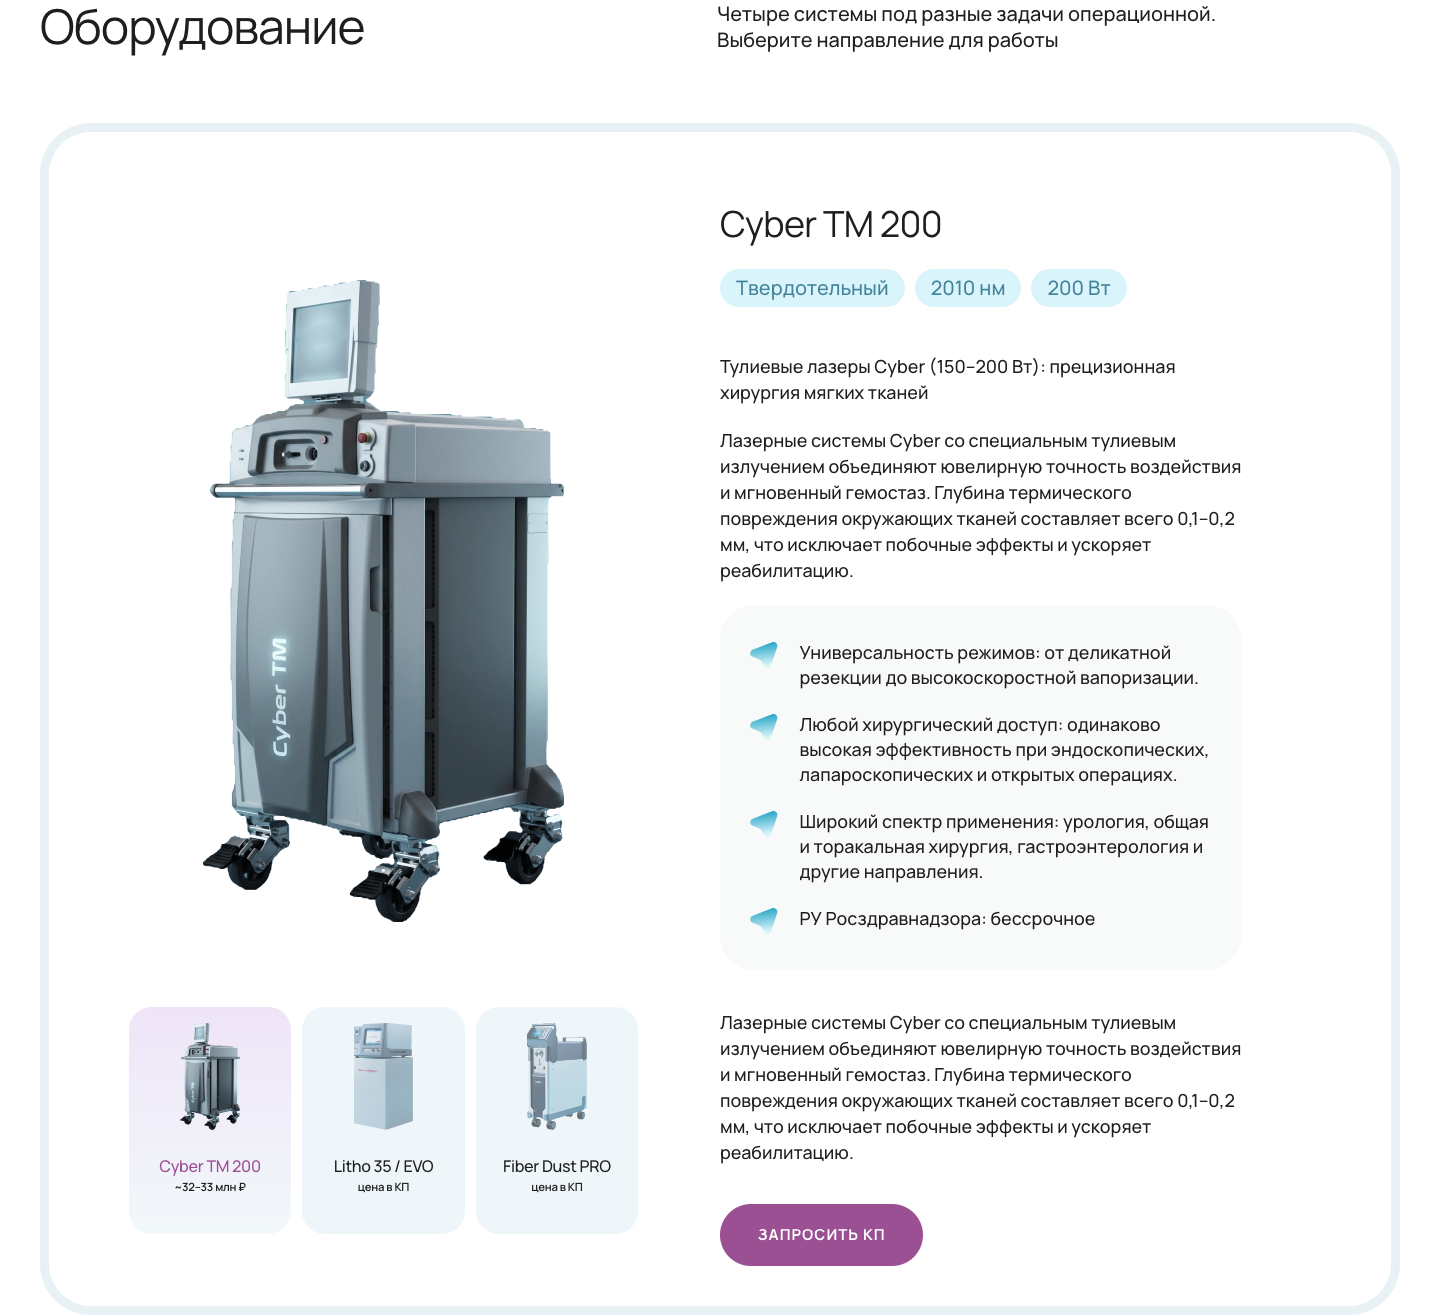 Оборудование
Четыре системы под разные задачи операционной.
Выберите направление для работы
Cyber TM 200
Твердотельный
2010 нм
200 Вт
Тулиевые лазеры Cyber (150–200 Вт): прецизионная
хирургия мягких тканей
Лазерные системы Cyber со специальным тулиевым
излучением объединяют ювелирную точность воздействия
и мгновенный гемостаз. Глубина термического
повреждения окружающих тканей составляет всего 0,1–0,2
мм, что исключает побочные эффекты и ускоряет
реабилитацию.
Универсальность режимов: от деликатной
резекции до высокоскоростной вапоризации.
Любой хирургический доступ: одинаково
высокая эффективность при эндоскопических,
лапароскопических и открытых операциях.
Широкий спектр применения: урология, общая
и торакальная хирургия, гастроэнтерология и
другие направления.
РУ Росздравнадзора: бессрочное
Cyber TM
Cyber TM 200
~32–33 млн ₽
Litho 35 / EVO
цена в КП
Fiber Dust PRO
цена в КП
Лазерные системы Cyber со специальным тулиевым
излучением объединяют ювелирную точность воздействия
и мгновенный гемостаз. Глубина термического
повреждения окружающих тканей составляет всего 0,1–0,2
мм, что исключает побочные эффекты и ускоряет
реабилитацию.
ЗАПРОСИТЬ КП